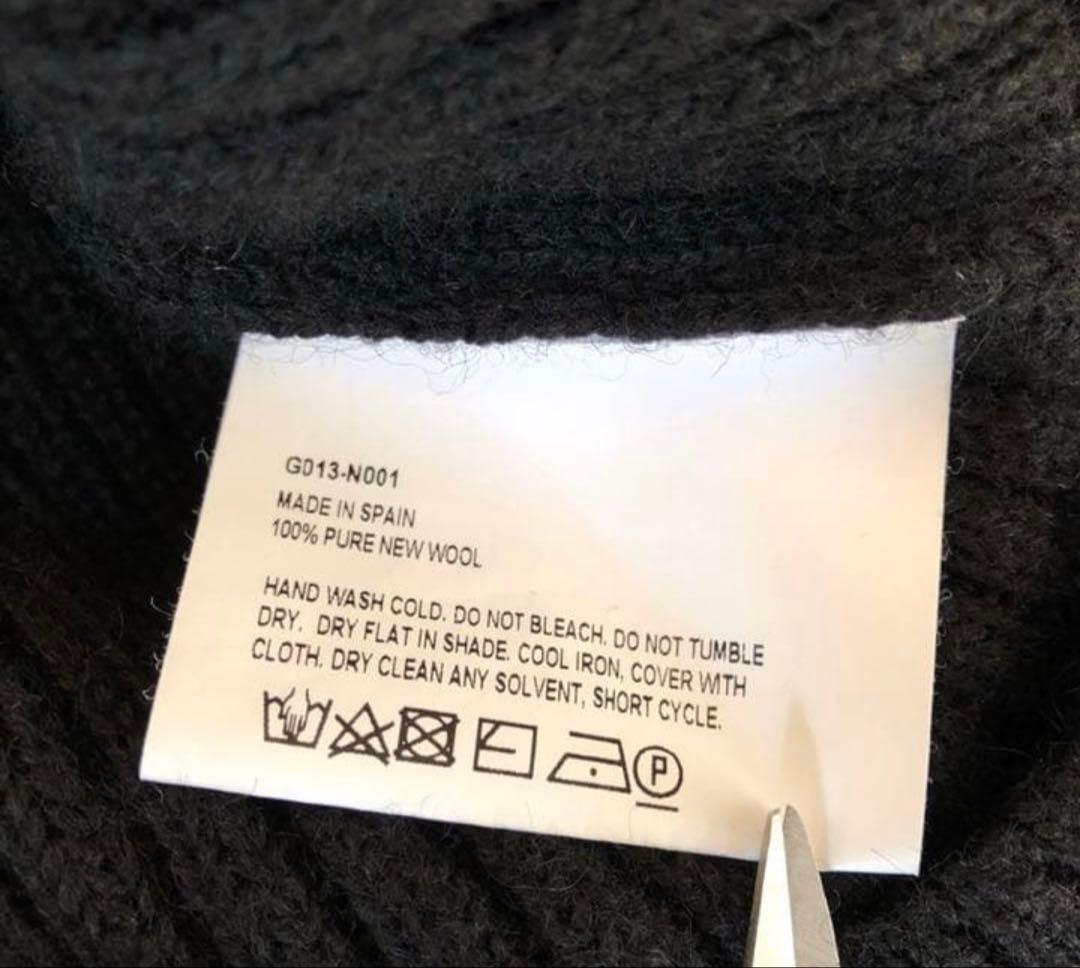 G013-N001
MADE IN SPAIN
100% PURE NEW WOOL
HAND WASH COLD. DO NOT BLEACH. DO NOT TUMBLE
DRY. DRY FLAT IN SHADE. COOL IRON, COVER WITH
CLOTH. DRY CLEAN ANY SOLVENT, SHORT CYCLE.
P